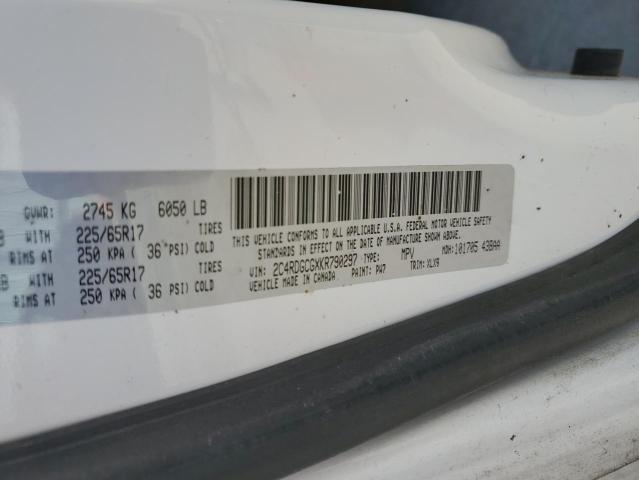 GVWR: 2745 KG 6050 LB
B WITH 225/65R17 TIRES
RIMS AT 250 KPA ( 36 PSI) COLD
B WITH 225/65R17 TIRES
RIMS AT 250 KPA ( 36 PSI) COLD
THIS VEHICLE CONFORMS TO ALL APPLICABLE U.S.A. FEDERAL MOTOR VEHICLE SAFETY
STANDARDS IN EFFECT ON THE DATE OF MANUFACTURE SHOWN ABOVE.
VIN: 2C4RDGCGXKR790297 TYPE: MPV MDH: 101705 438AA
VEHICLE MADE IN CANADA PAINT: PW7 TRIM: VLX9